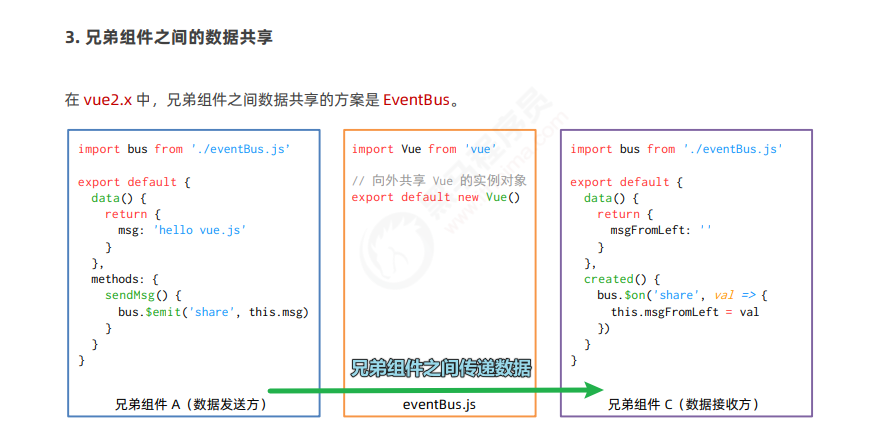 3. 兄弟组件之间的数据共享
在 vue2.x 中，兄弟组件之间数据共享的方案是 EventBus。
import bus from './eventBus.js'
export default {
data() {
return {
msg: 'hello vue.js'
}
},
methods: {
sendMsg() {
bus.$emit('share', this.msg)
}
}
}
兄弟组件 A（数据发送方）
import Vue from 'vue'
// 向外共享 Vue 的实例对象
export default new Vue()
兄弟组件之间传递数据
eventBus.js
import bus from './eventBus.js'
export default {
data() {
return {
msgFromLeft: ''
}
},
created() {
bus.$on('share', val => {
this.msgFromLeft = val
})
}
}
兄弟组件 C（数据接收方）